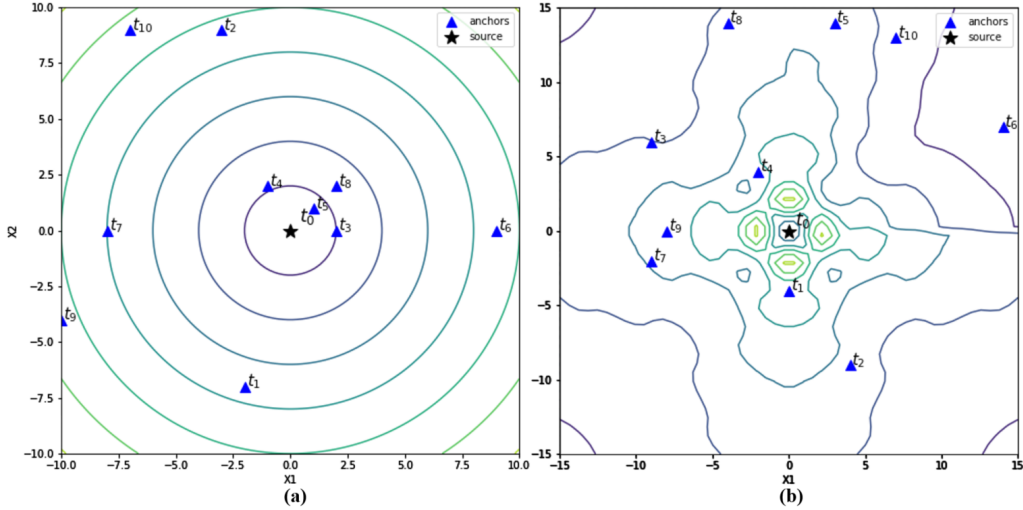 10.0
7.5
5.0
2.5
0.0
−2.5
−5.0
−7.5
−10.0
X2
−10.0 −7.5 −5.0 −2.5 0.0 2.5 5.0 7.5 10.0
X1
anchors
source
t10
t2
t4
t8
t5
t0
t3
t7
t6
t9
t1
(a)
15
10
5
0
−5
−10
−15
−15 −10 −5 0 5 10 15
X1
anchors
source
t8
t5
t10
t6
t3
t4
t9
t0
t7
t1
t2
(b)